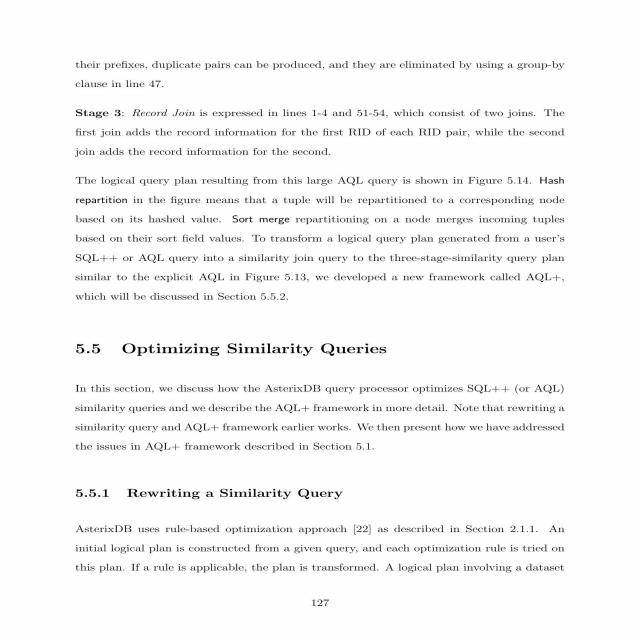 their prefixes, duplicate pairs can be produced, and they are eliminated by using a group-by
clause in line 47.
Stage 3: Record Join is expressed in lines 1-4 and 51-54, which consist of two joins. The
first join adds the record information for the first RID of each RID pair, while the second
join adds the record information for the second.
The logical query plan resulting from this large AQL query is shown in Figure 5.14. Hash
repartition in the figure means that a tuple will be repartitioned to a corresponding node
based on its hashed value. Sort merge repartitioning on a node merges incoming tuples
based on their sort field values. To transform a logical query plan generated from a user's
SQL++ or AQL query into a similarity join query to the three-stage-similarity query plan
similar to the explicit AQL in Figure 5.13, we developed a new framework called AQL+,
which will be discussed in Section 5.5.2.
5.5 Optimizing Similarity Queries
In this section, we discuss how the AsterixDB query processor optimizes SQL++ (or AQL)
similarity queries and we describe the AQL+ framework in more detail. Note that rewriting a
similarity query and AQL+ framework earlier works. We then present how we have addressed
the issues in AQL+ framework described in Section 5.1.
5.5.1 Rewriting a Similarity Query
AsterixDB uses rule-based optimization approach [22] as described in Section 2.1.1. An
initial logical plan is constructed from a given query, and each optimization rule is tried on
this plan. If a rule is applicable, the plan is transformed. A logical plan involving a dataset
127